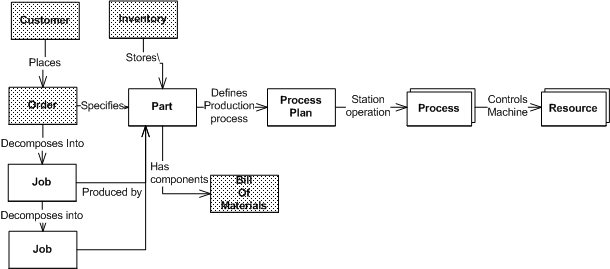 Customer
Inventory
Places
Stores\
Order
Specifies
Part
Defines
Production
process
Process
Plan
Station
operation
Process
Controls
Machine
Resource
Decomposes Into
Job
Produced by
Has
components
Bill
Of
Materials
Decomposes into
Job